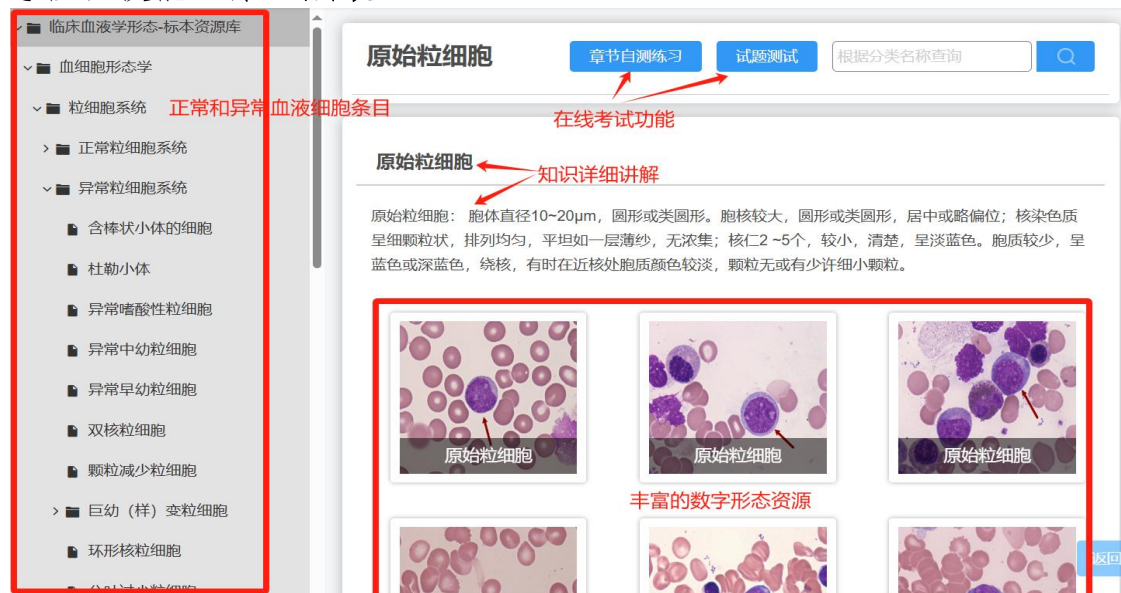 临床血液学形态-标本资源库
血细胞形态学
粒细胞系统
正常和异常血液细胞条目
正常粒细胞系统
异常粒细胞系统
含棒状小体的细胞
杜勒小体
异常嗜酸性粒细胞
异常中幼粒细胞
异常早幼粒细胞
双核粒细胞
颗粒减少粒细胞
巨幼（样）变粒细胞
环形核粒细胞
原始粒细胞
章节自测练习
试题测试
根据分类名称查询
在线考试功能
原始粒细胞
知识详细讲解
原始粒细胞： 胞体直径10~20μm，圆形或类圆形。胞核较大，圆形或类圆形，居中或略偏位；核染色质
呈细颗粒状，排列均匀，平坦如一层薄纱，无浓集；核仁2 ~5个，较小，清楚，呈淡蓝色。胞质较少，呈
蓝色或深蓝色，绕核，有时在近核处胞质颜色较淡，颗粒无或有少许细小颗粒。
原始粒细胞
原始粒细胞
原始粒细胞
丰富的数字形态资源
返回